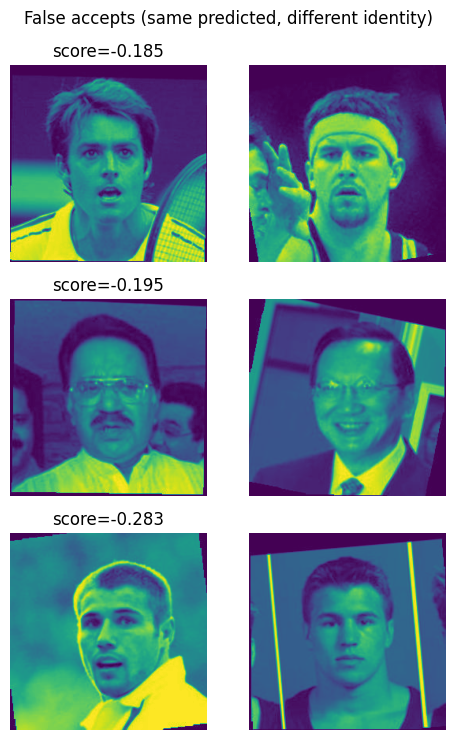 False accepts (same predicted, different identity)
score=-0.185
score=-0.195
score=-0.283